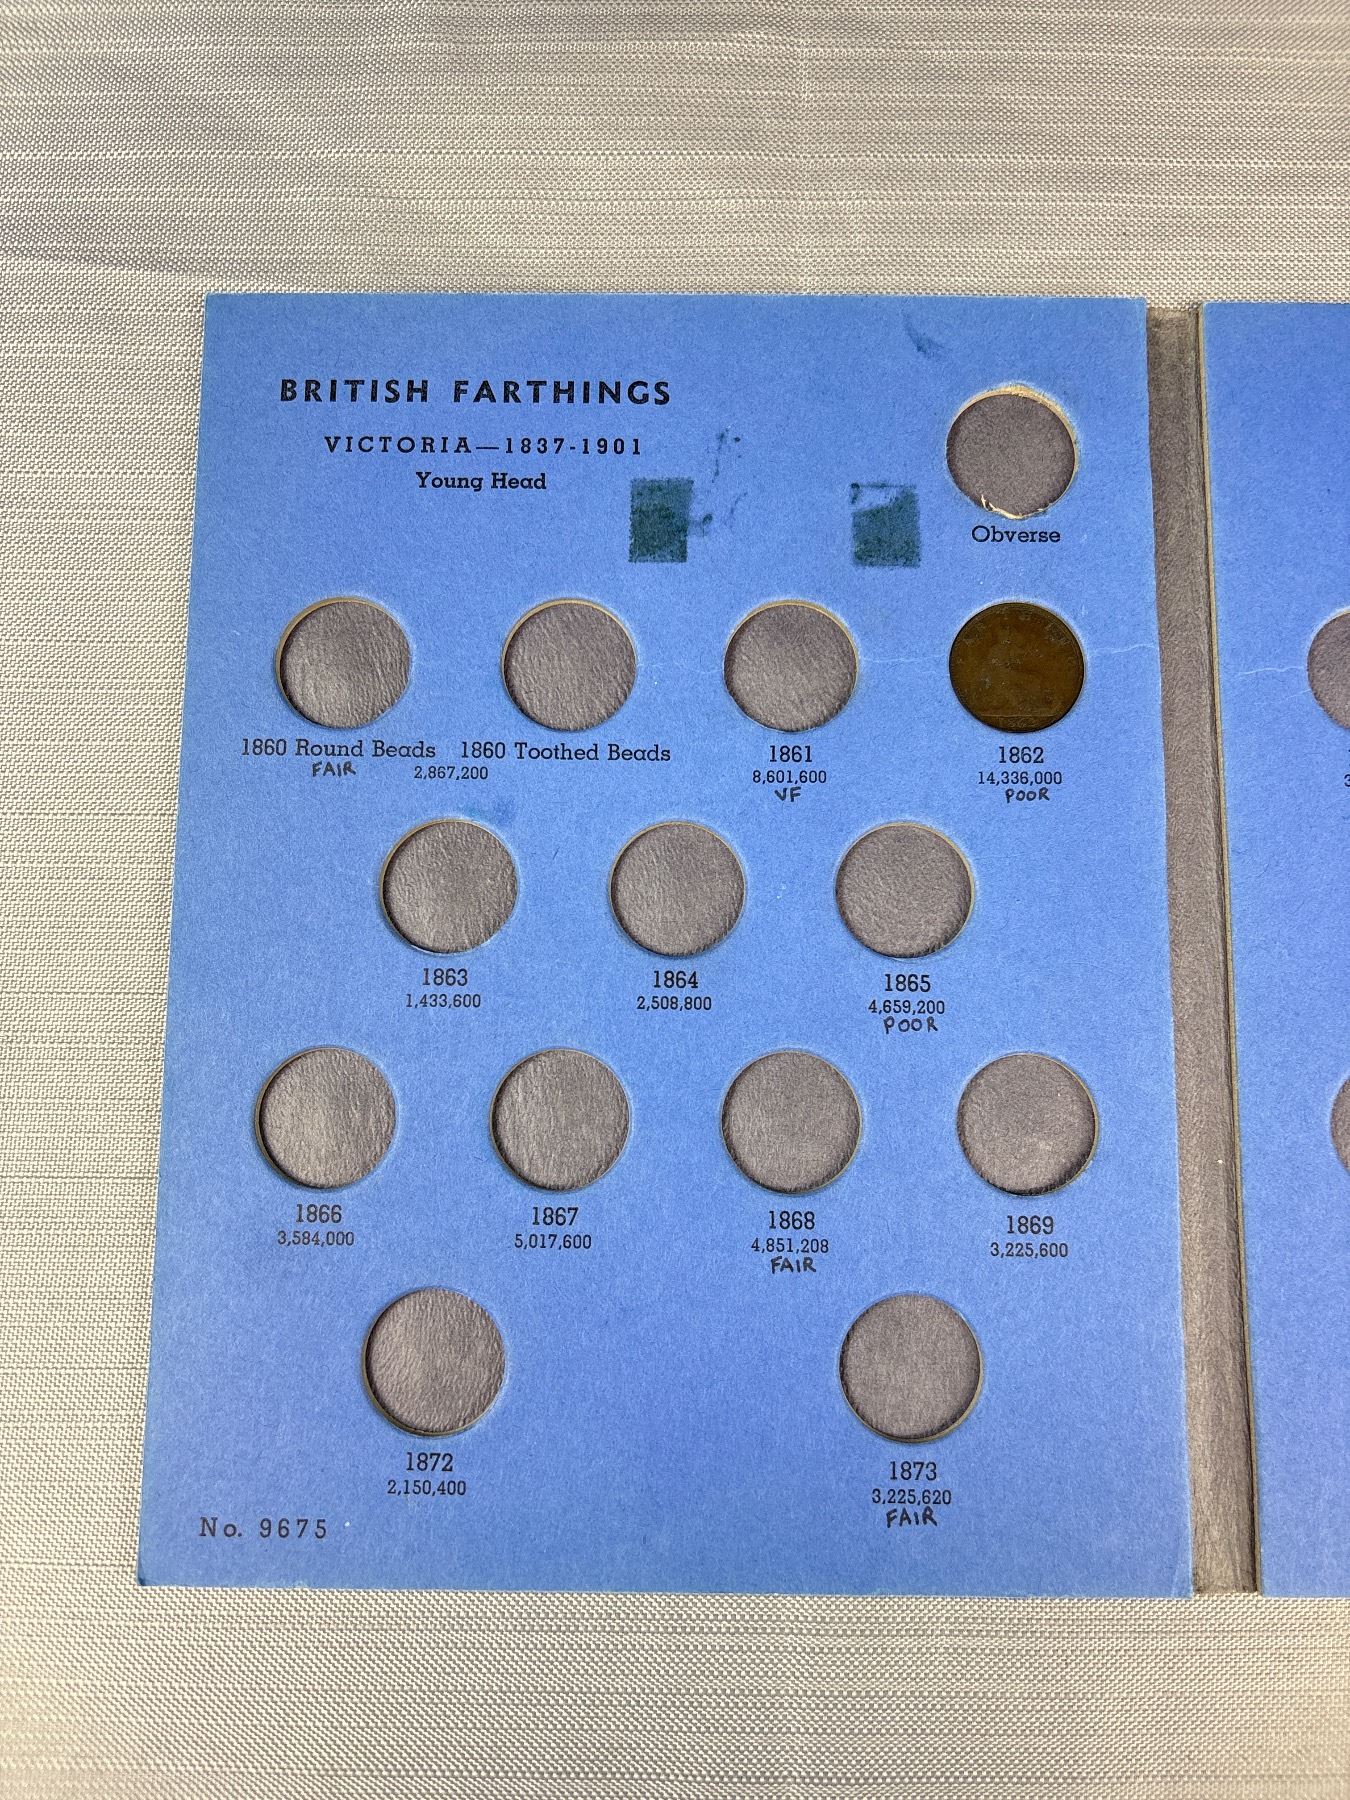 BRITISH FARTHINGS
VICTORIA—1837-1901
Young Head
Obverse
1860 Round Beads 1860 Toothed Beads 1861 1862
FAIR 2,867,200 8,601,600 14,336,000
VF POOR
1863 1864 1865
1,433,600 2,508,800 4,659,200
POOR
1866 1867 1868 1869
3,584,000 5,017,600 4,851,208 3,225,600
FAIR
1872 1873
2,150,400 3,225,620
FAIR
No. 9675